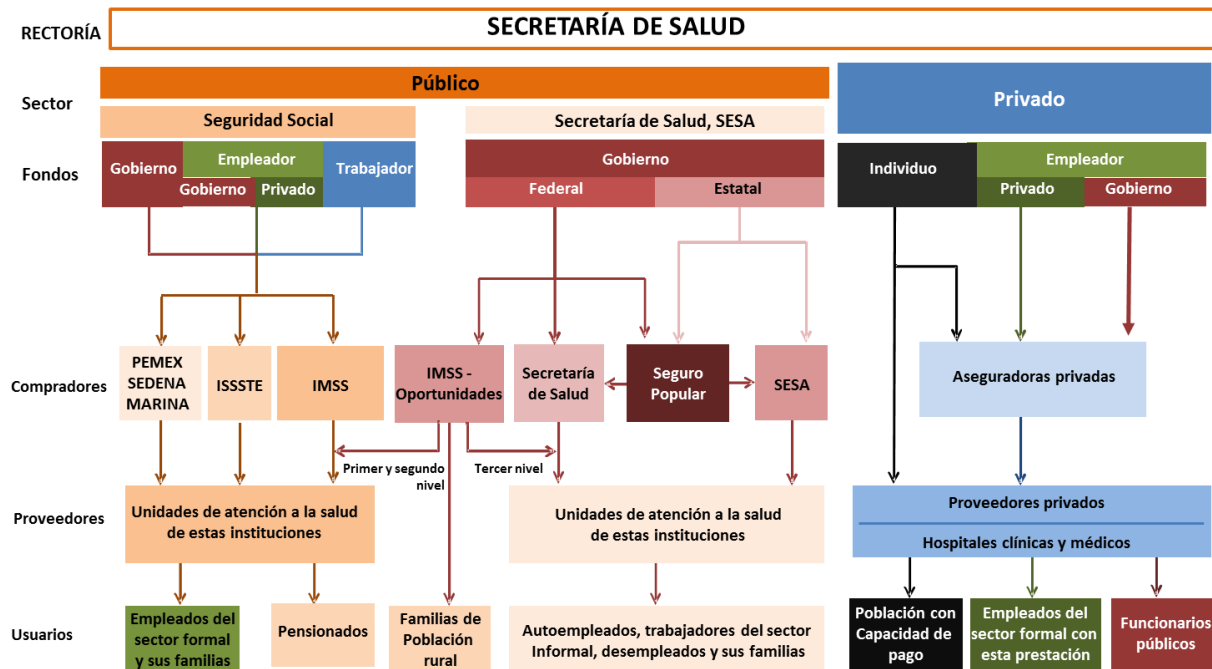 RECTORÍA
SECRETARÍA DE SALUD
Sector
Público
Privado
Seguridad Social
Secretaría de Salud, SESA
Fondos
Gobierno
Empleador
Trabajador
Gobierno
Privado
Gobierno
Federal
Estatal
Individuo
Empleador
Privado
Gobierno
Compradores
PEMEX
SEDENA
MARINA
ISSSTE
IMSS
IMSS -
Oportunidades
Secretaría
de Salud
Seguro
Popular
SESA
Aseguradoras privadas
Primer y segundo
nivel
Tercer nivel
Proveedores
Unidades de atención a la salud
de estas instituciones
Unidades de atención a la salud
de estas instituciones
Proveedores privados
Hospitales clínicas y médicos
Usuarios
Empleados del
sector formal
y sus familias
Pensionados
Familias de
Población
rural
Autoempleados, trabajadores del sector
Informal, desempleados y sus familias
Población con
Capacidad de
pago
Empleados del
sector formal con
esta prestación
Funcionarios
públicos